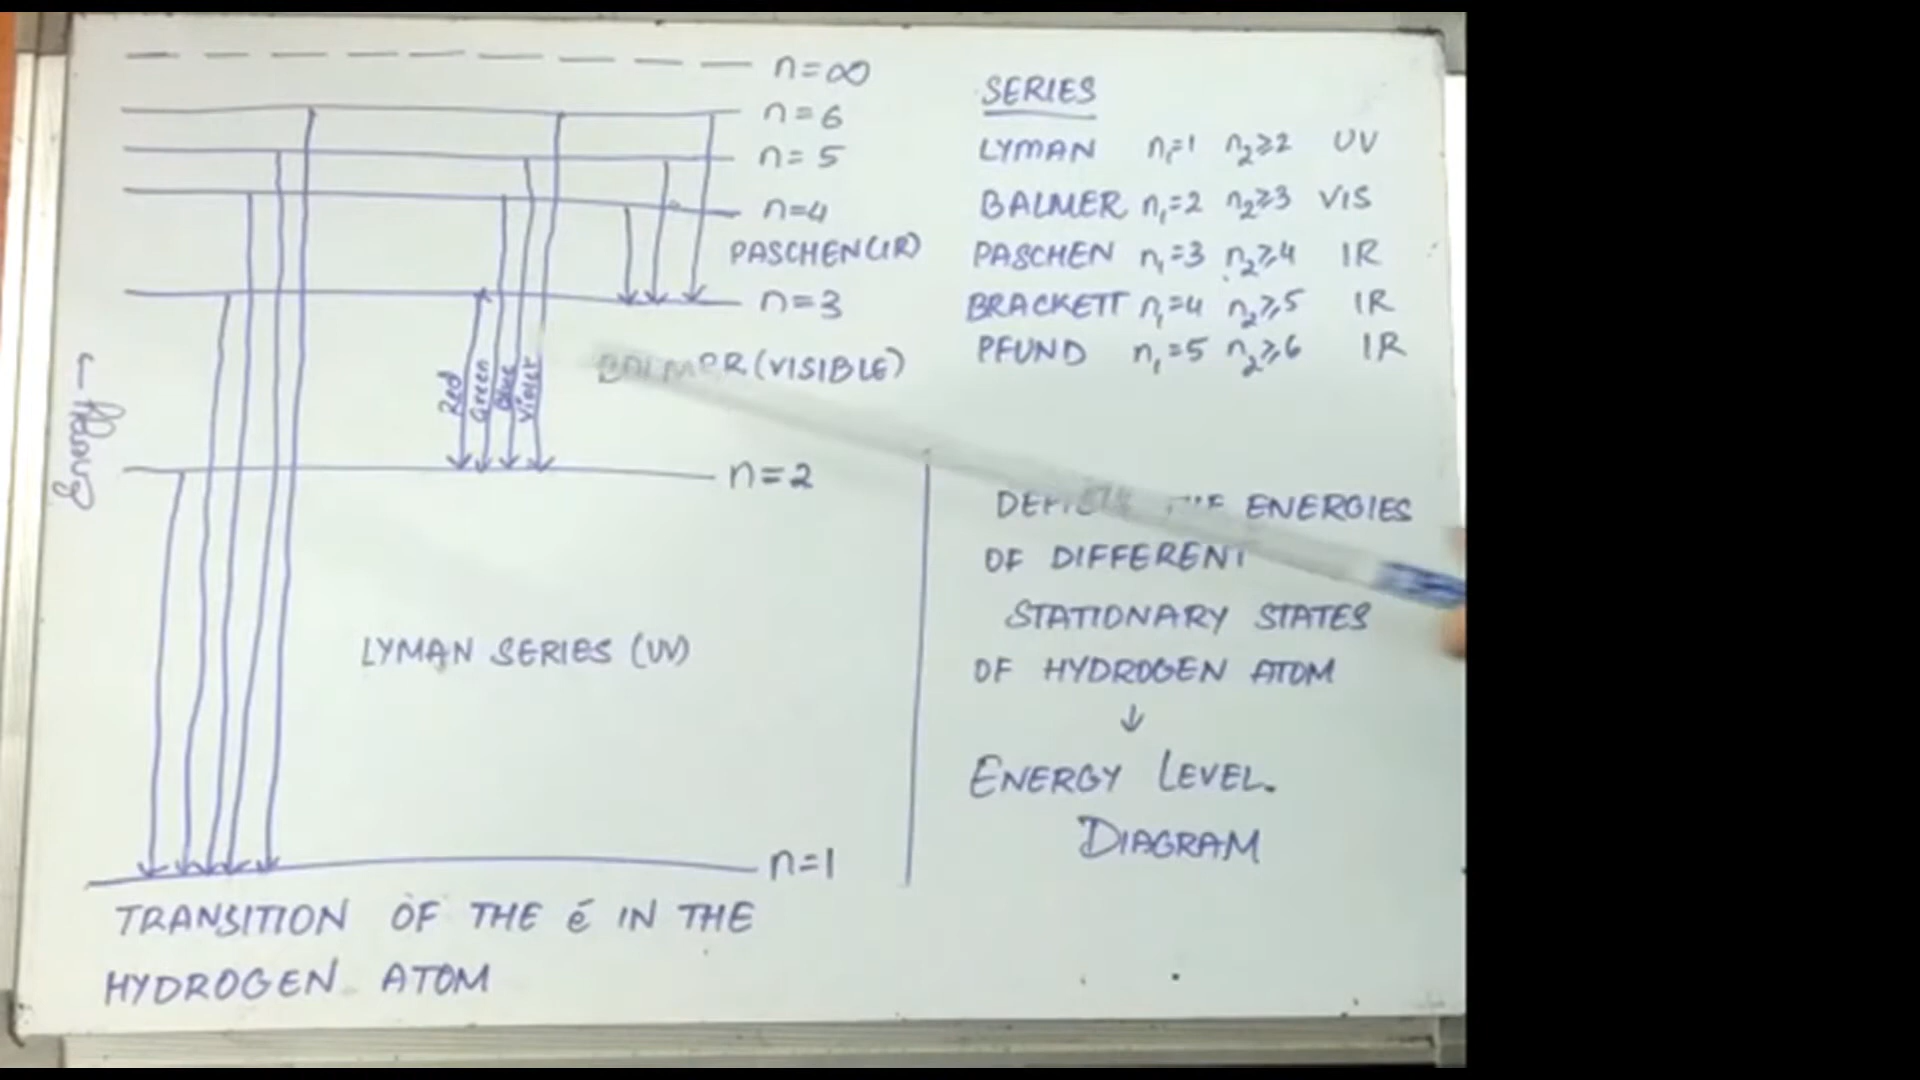 n=∞
n=6
n=5
n=4
PASCHEN(IR)
n=3
(VISIBLE)
Red
Green
Blue
Violet
n=2
Energy →
LYMAN SERIES (UV)
n=1
TRANSITION OF THE é IN THE
HYDROGEN ATOM
SERIES
LYMAN n₁=1 n₂≥2 UV
BALMER n₁=2 n₂≥3 VIS
PASCHEN n₁=3 n₂≥4 IR
BRACKETT n₁=4 n₂≥5 IR
PFUND n₁=5 n₂≥6 IR
ENERGIES
OF DIFFERENT
STATIONARY STATES
OF HYDROGEN ATOM
↓
ENERGY LEVEL.
DIAGRAM